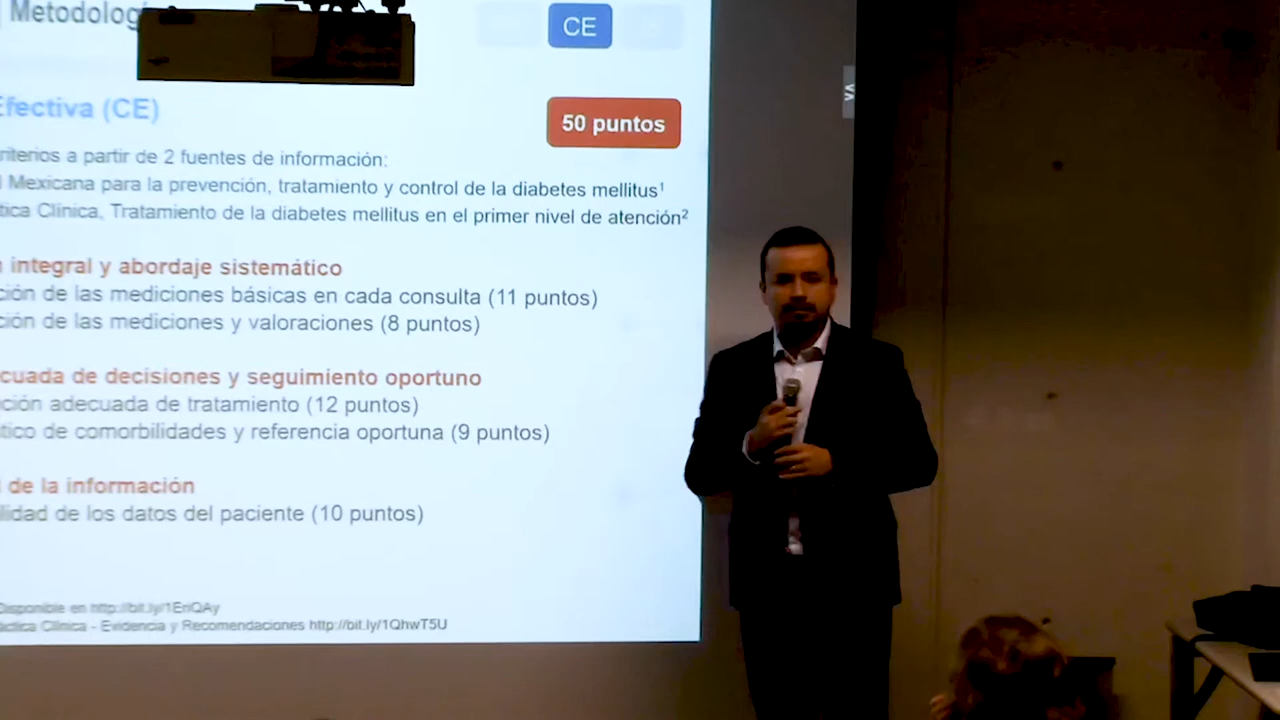 Metodolog
CE
Efectiva (CE)
50 puntos
riterios a partir de 2 fuentes de información:
l Mexicana para la prevención, tratamiento y control de la diabetes mellitus¹
tica Clínica, Tratamiento de la diabetes mellitus en el primer nivel de atención²
integral y abordaje sistemático
ción de las mediciones básicas en cada consulta (11 puntos)
ción de las mediciones y valoraciones (8 puntos)
cuada de decisiones y seguimiento oportuno
ción adecuada de tratamiento (12 puntos)
tico de comorbilidades y referencia oportuna (9 puntos)
de la información
lidad de los datos del paciente (10 puntos)
Disponible en http://bit.ly/1EriQAy
áctica Clínica - Evidencia y Recomendaciones http://bit.ly/1QhwT5U